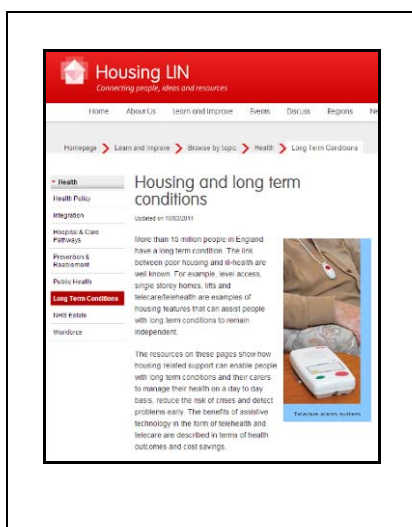 Housing LIN
Connecting people, ideas and resources
Home About Us Learn and Improve Events Discuss Regions Ne
Homepage Learn and Improve Browse by topic Health Long Term Conditions
Health
Health Policy
Integration
Hospital & Care
Pathways
Prevention &
Reablement
Public Health
Long Term Conditions
NHS Estate
Workforce
Housing and long term
conditions
Updated on 10/03/2014
More than 15 million people in England
have a long term condition. The link
between poor housing and ill-health are
well known. For example, level access,
single storey homes, lifts and
telecare/telehealth are examples of
housing features that can assist people
with long term conditions to remain
independent.
The resources on these pages show how
housing related support can enable people
with long term conditions and their carers
to manage their health on a day to day
basis, reduce the risk of crises and detect
problems early. The benefits of assistive
technology in the form of telehealth and
telecare are described in terms of health
outcomes and cost savings.
Telecare alarm system